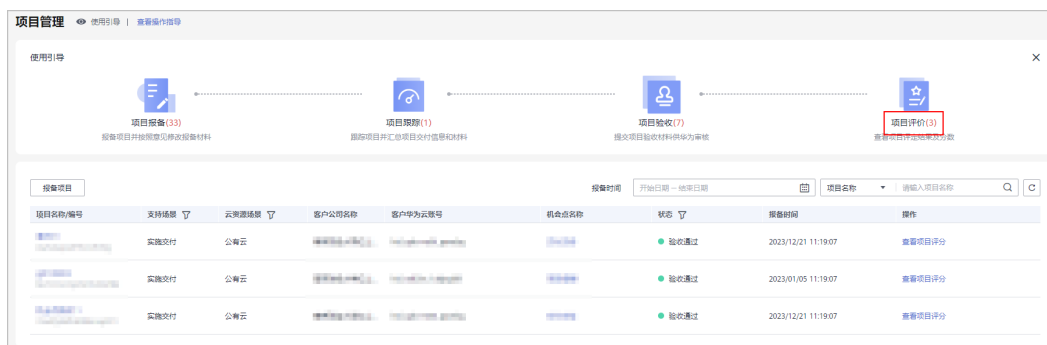 项目管理 使用引导 | 查看操作指导
使用引导
项目报备(33) 项目跟踪(1) 项目验收(7) 项目评价(3)
报备项目并按照意见修改报备材料 跟踪项目并汇总项目交付信息和材料 提交项目验收材料供华为审核 查看项目评定结果及分数
报备项目 报备时间 开始日期 – 结束日期 项目名称 请输入项目名称
项目名称/编号 支持场景 云资源场景 客户公司名称 客户华为云账号 机会点名称 状态 报备时间 操作
实施交付 公有云 验收通过 2023/12/21 11:19:07 查看项目评分
实施交付 公有云 验收通过 2023/01/05 11:19:07 查看项目评分
实施交付 公有云 验收通过 2023/12/21 11:19:07 查看项目评分